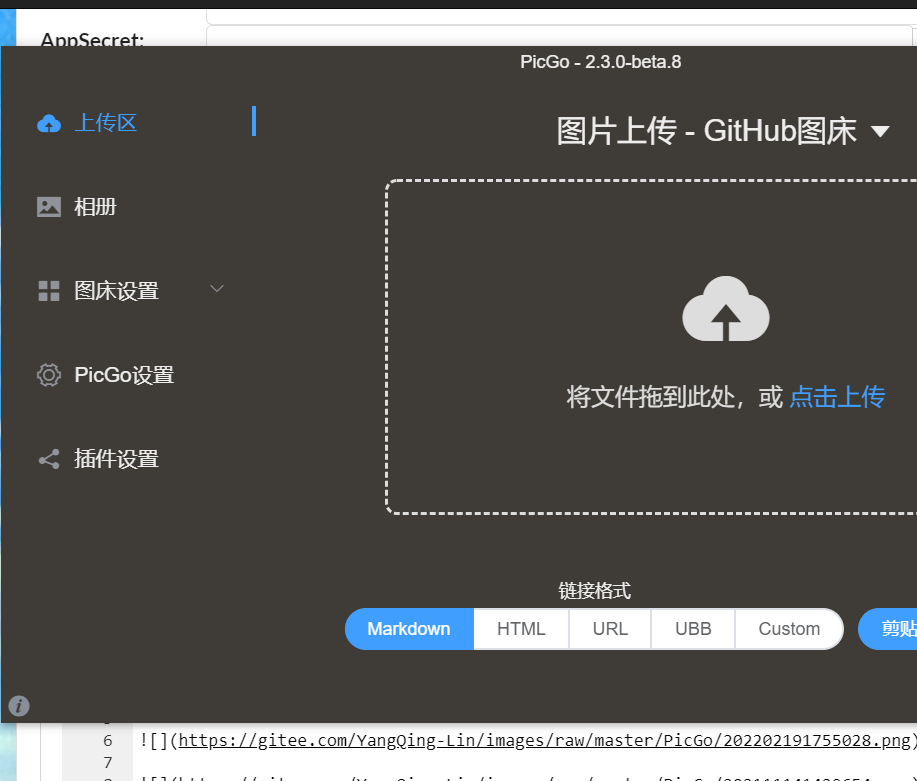 AppSecret:
PicGo - 2.3.0-beta.8
上传区
图片上传 - GitHub图床
相册
图床设置
PicGo设置
将文件拖到此处，或 点击上传
插件设置
链接格式
Markdown HTML URL UBB Custom 剪贴
6 ![](https://gitee.com/YangQing-Lin/images/raw/master/PicGo/202202191755028.png)
7